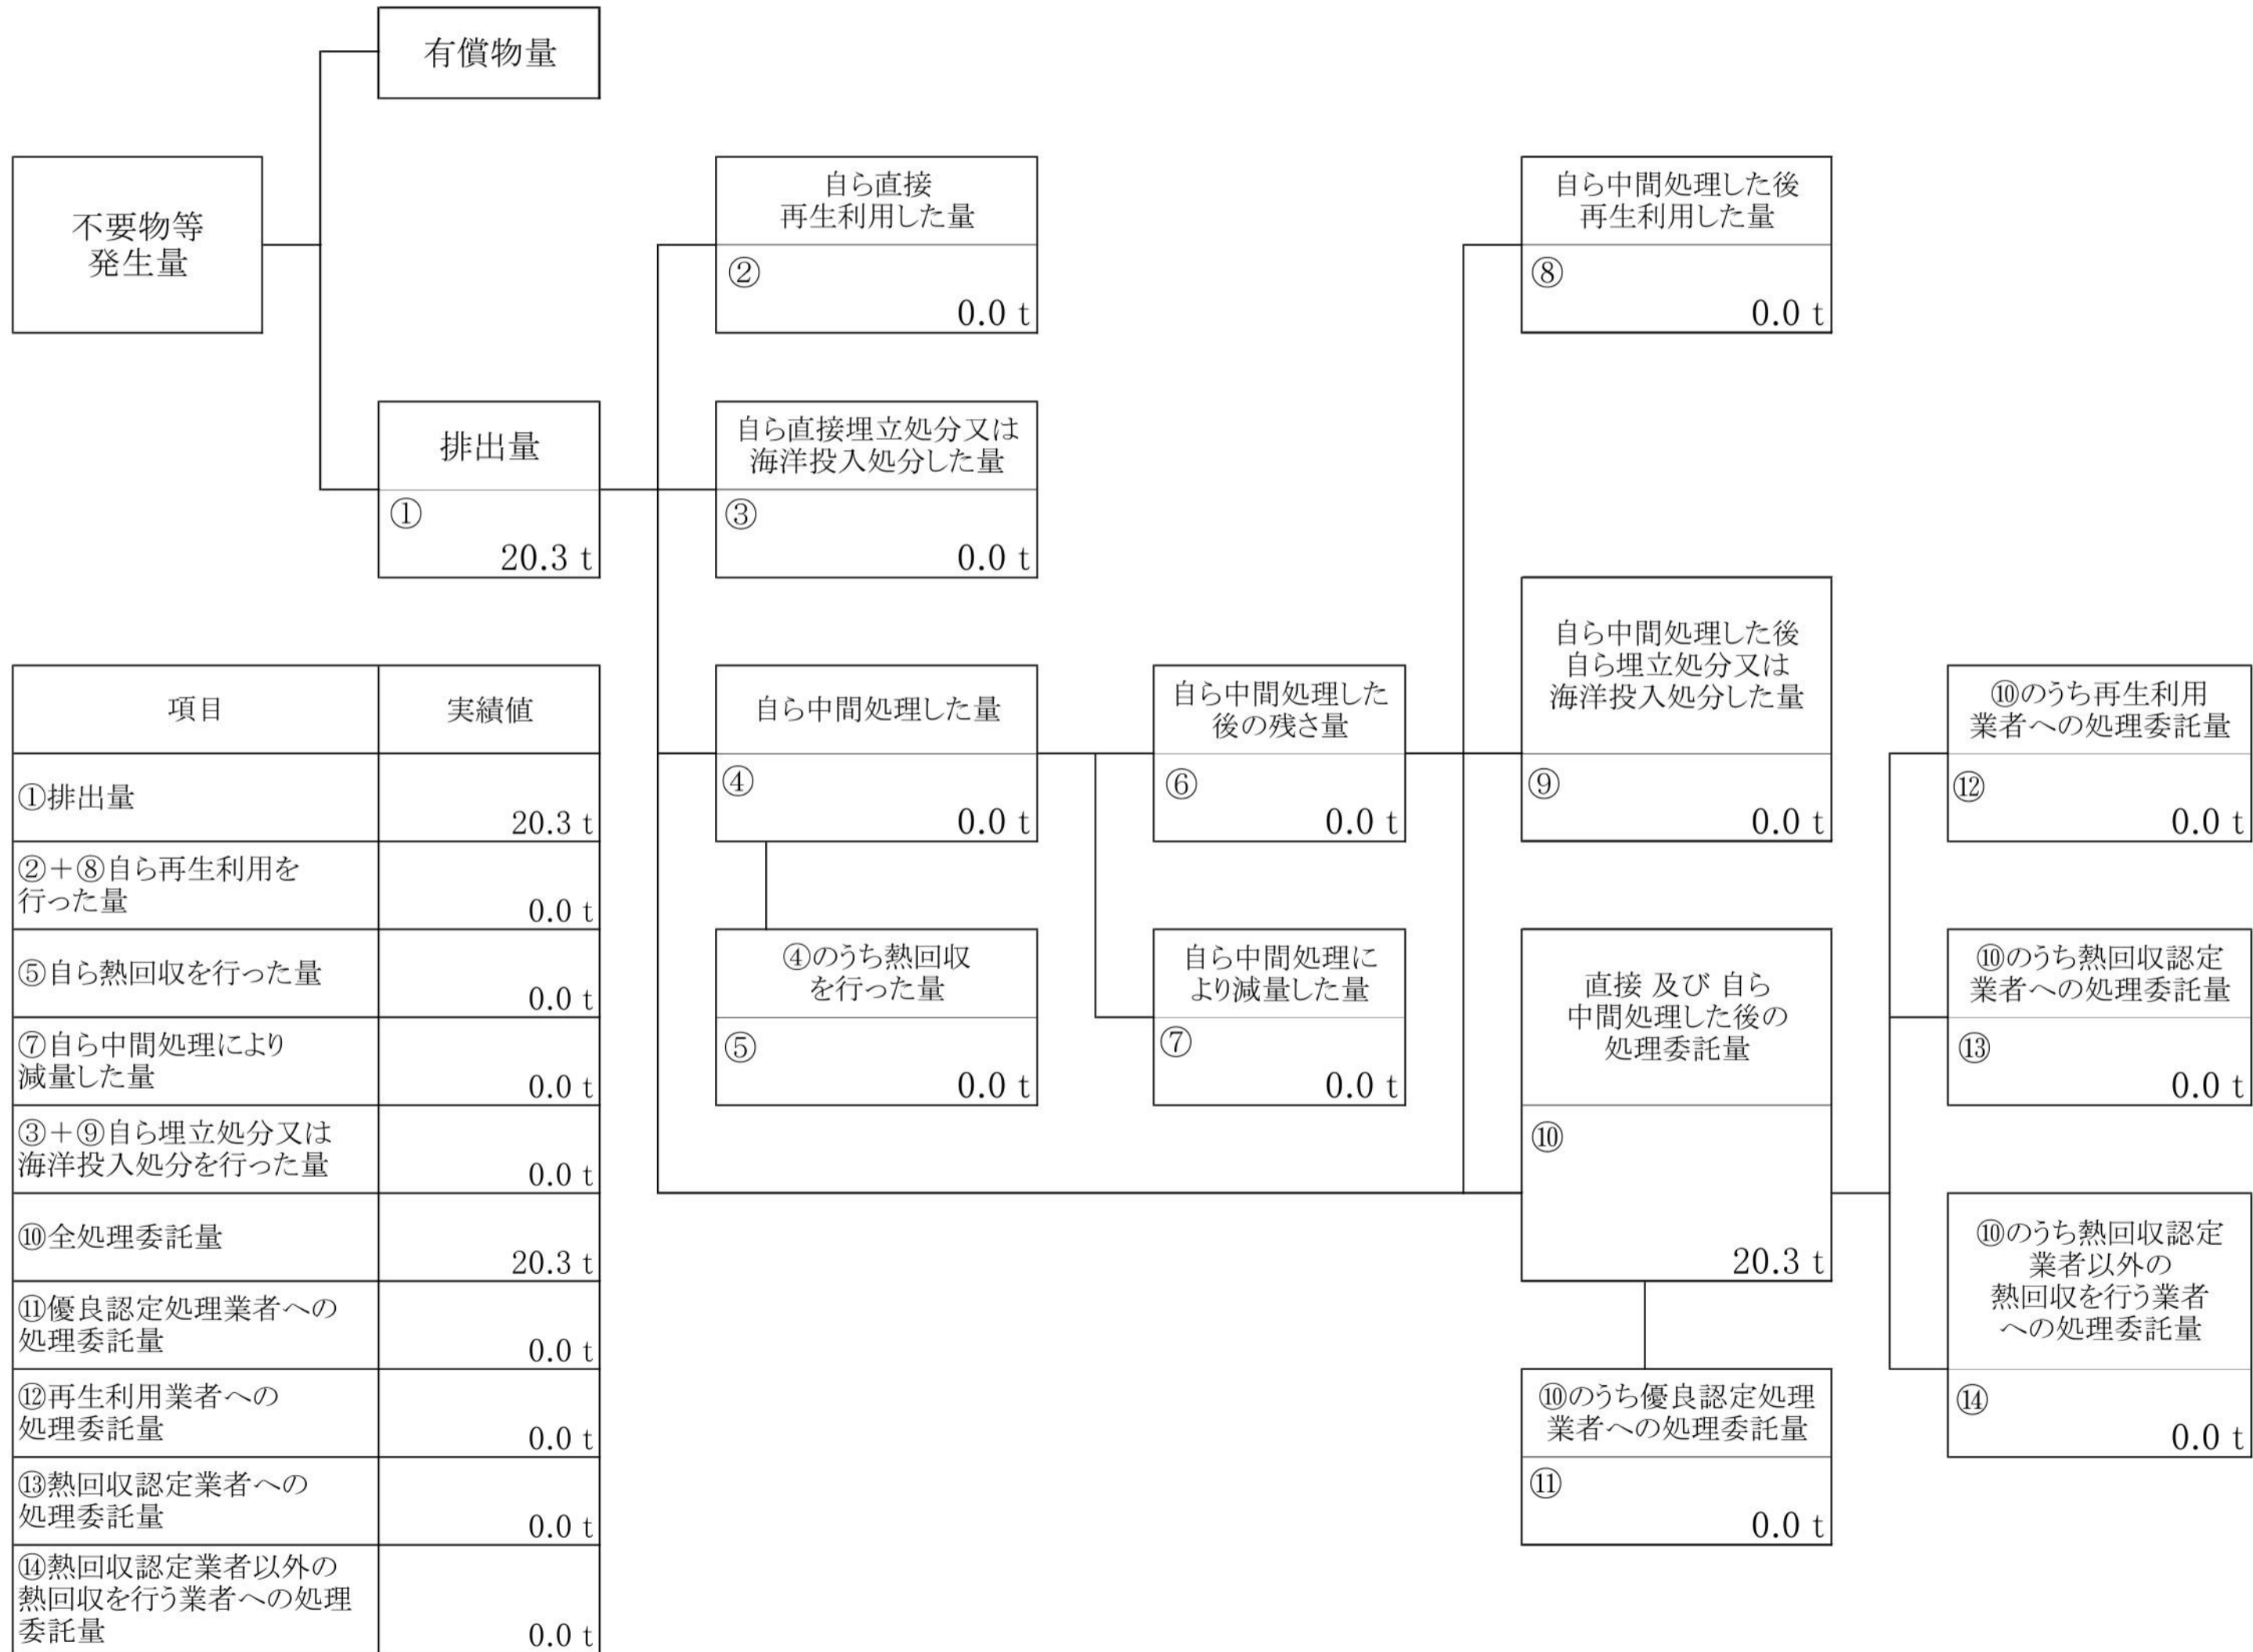 有償物量
不要物等
発生量
排出量
①
20.3 t
自ら直接
再生利用した量
②
0.0 t
自ら直接埋立処分又は
海洋投入処分した量
③
0.0 t
自ら中間処理した量
④
0.0 t
④のうち熱回収
を行った量
⑤
0.0 t
自ら中間処理した
後の残さ量
⑥
0.0 t
自ら中間処理に
より減量した量
⑦
0.0 t
自ら中間処理した後
再生利用した量
⑧
0.0 t
自ら中間処理した後
自ら埋立処分又は
海洋投入処分した量
⑨
0.0 t
直接 及び 自ら
中間処理した後の
処理委託量
⑩
20.3 t
⑩のうち優良認定処理
業者への処理委託量
⑪
0.0 t
⑩のうち再生利用
業者への処理委託量
⑫
0.0 t
⑩のうち熱回収認定
業者への処理委託量
⑬
0.0 t
⑩のうち熱回収認定
業者以外の
熱回収を行う業者
への処理委託量
⑭
0.0 t
項目
実績値
①排出量
20.3 t
②＋⑧自ら再生利用を
行った量
0.0 t
⑤自ら熱回収を行った量
0.0 t
⑦自ら中間処理により
減量した量
0.0 t
③＋⑨自ら埋立処分又は
海洋投入処分を行った量
0.0 t
⑩全処理委託量
20.3 t
⑪優良認定処理業者への
処理委託量
0.0 t
⑫再生利用業者への
処理委託量
0.0 t
⑬熱回収認定業者への
処理委託量
0.0 t
⑭熱回収認定業者以外の
熱回収を行う業者への処理
委託量
0.0 t